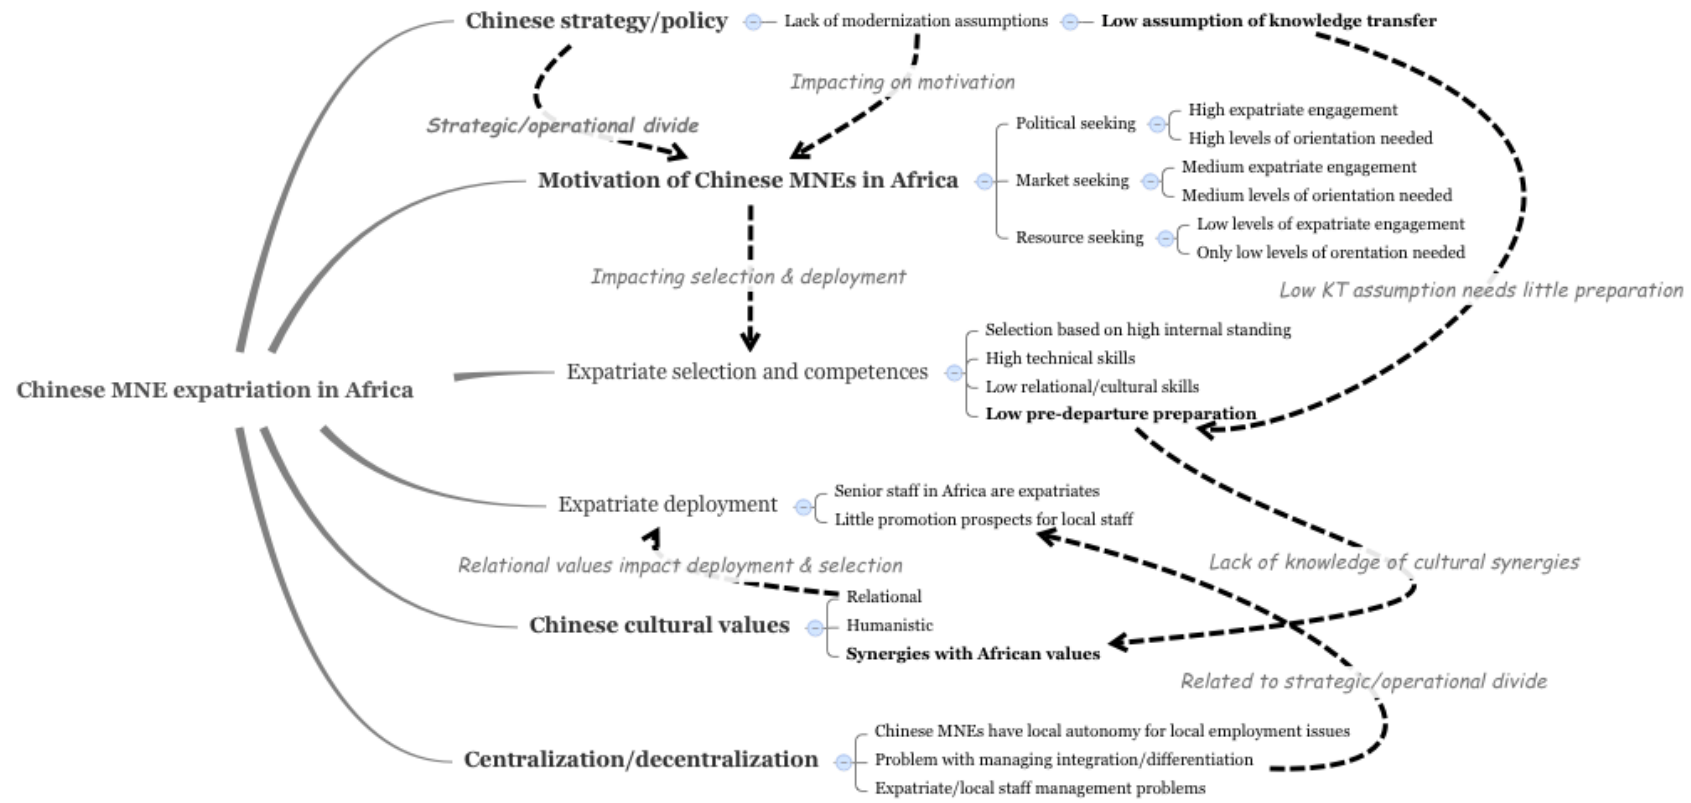 Chinese strategy/policy
Lack of modernization assumptions
Low assumption of knowledge transfer
Impacting on motivation
Strategic/operational divide
Motivation of Chinese MNEs in Africa
Political seeking
High expatriate engagement
High levels of orientation needed
Market seeking
Medium expatriate engagement
Medium levels of orientation needed
Resource seeking
Low levels of expatriate engagement
Only low levels of orentation needed
Impacting selection & deployment
Low KT assumption needs little preparation
Chinese MNE expatriation in Africa
Expatriate selection and competences
Selection based on high internal standing
High technical skills
Low relational/cultural skills
Low pre-departure preparation
Expatriate deployment
Senior staff in Africa are expatriates
Little promotion prospects for local staff
Relational values impact deployment & selection
Lack of knowledge of cultural synergies
Chinese cultural values
Relational
Humanistic
Synergies with African values
Related to strategic/operational divide
Centralization/decentralization
Chinese MNEs have local autonomy for local employment issues
Problem with managing integration/differentiation
Expatriate/local staff management problems